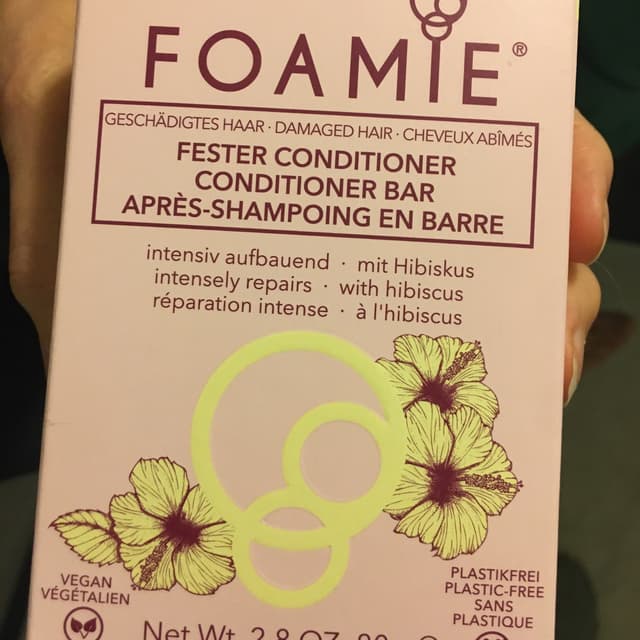 FOAMIE®
GESCHÄDIGTES HAAR · DAMAGED HAIR · CHEVEUX ABÎMÉS
FESTER CONDITIONER
CONDITIONER BAR
APRÈS-SHAMPOING EN BARRE
intensiv aufbauend · mit Hibiskus
intensely repairs · with hibiscus
réparation intense · à l'hibiscus
VEGAN
VÉGÉTALIEN
PLASTIKFREI
PLASTIC-FREE
SANS
PLASTIQUE
Net Wt. 2.8 OZ